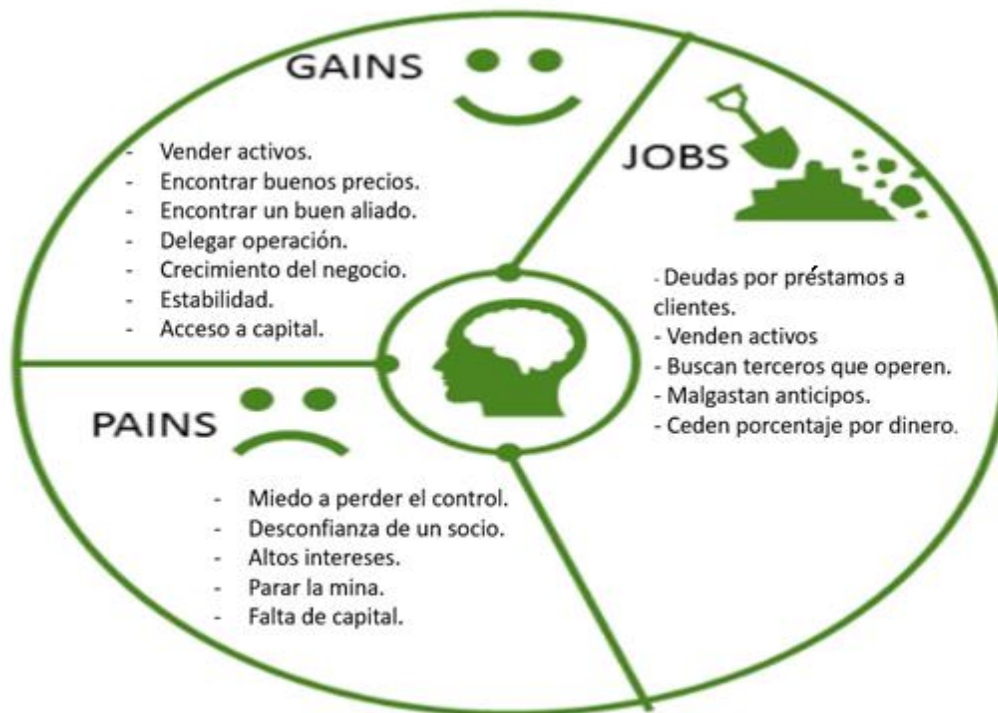 GAINS
- Vender activos.
- Encontrar buenos precios.
- Encontrar un buen aliado.
- Delegar operación.
- Crecimiento del negocio.
- Estabilidad.
- Acceso a capital.
JOBS
- Deudas por préstamos a
clientes.
- Venden activos
- Buscan terceros que operen.
- Malgastan anticipos.
- Ceden porcentaje por dinero.
PAINS
- Miedo a perder el control.
- Desconfianza de un socio.
- Altos intereses.
- Parar la mina.
- Falta de capital.